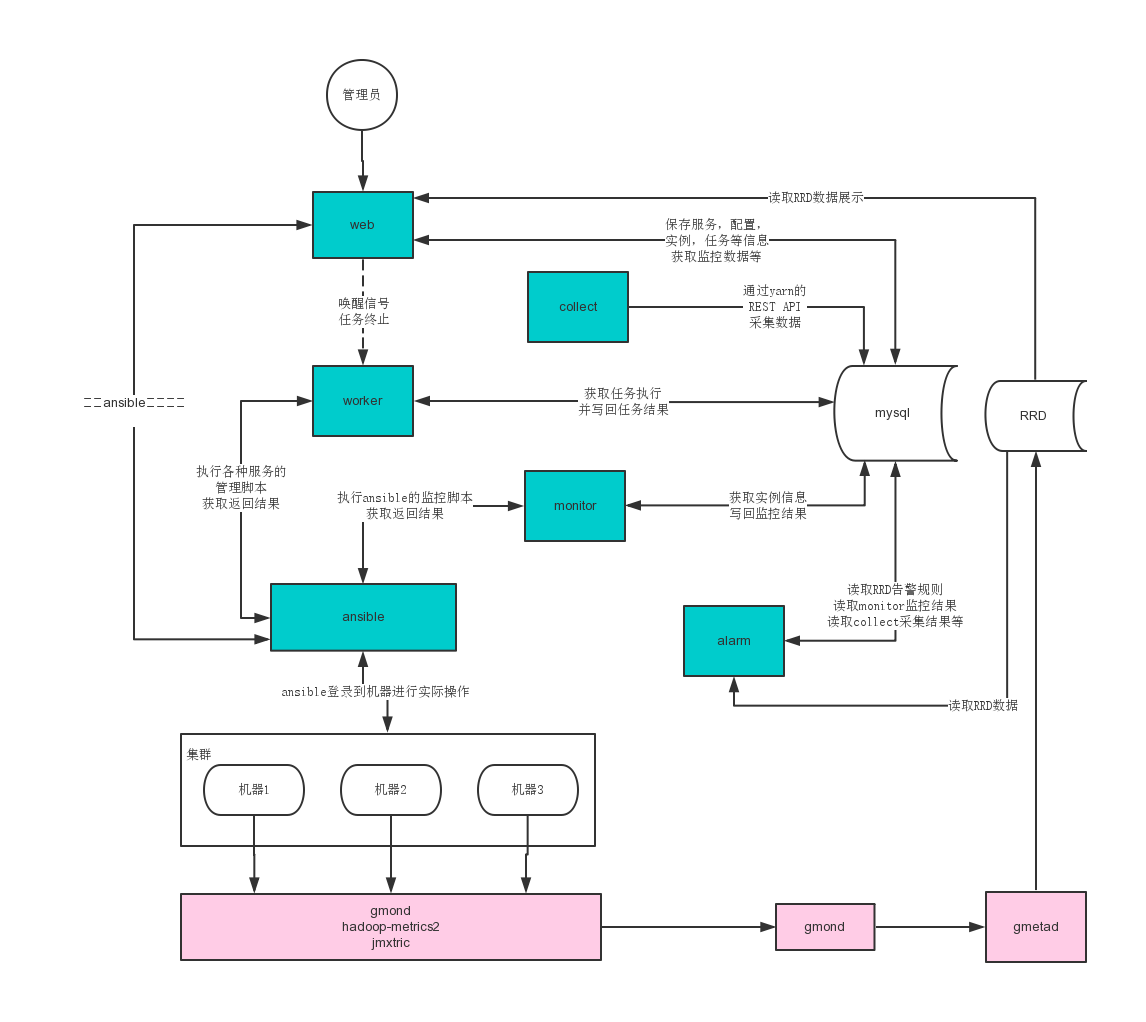 管理员
web
读取RRD数据展示
保存服务，配置，
实例，任务等信息
获取监控数据等
唤醒信号
任务终止
collect
通过yarn的
REST API
采集数据
ansible
worker
获取任务执行
并写回任务结果
mysql
RRD
执行各种服务的
管理脚本
获取返回结果
执行ansible的监控脚本
获取返回结果
monitor
获取实例信息
写回监控结果
ansible
读取RRD告警规则
读取monitor监控结果
读取collect采集结果等
alarm
ansible登录到机器进行实际操作
读取RRD数据
集群
机器1
机器2
机器3
gmond
hadoop-metrics2
jmxtric
gmond
gmetad